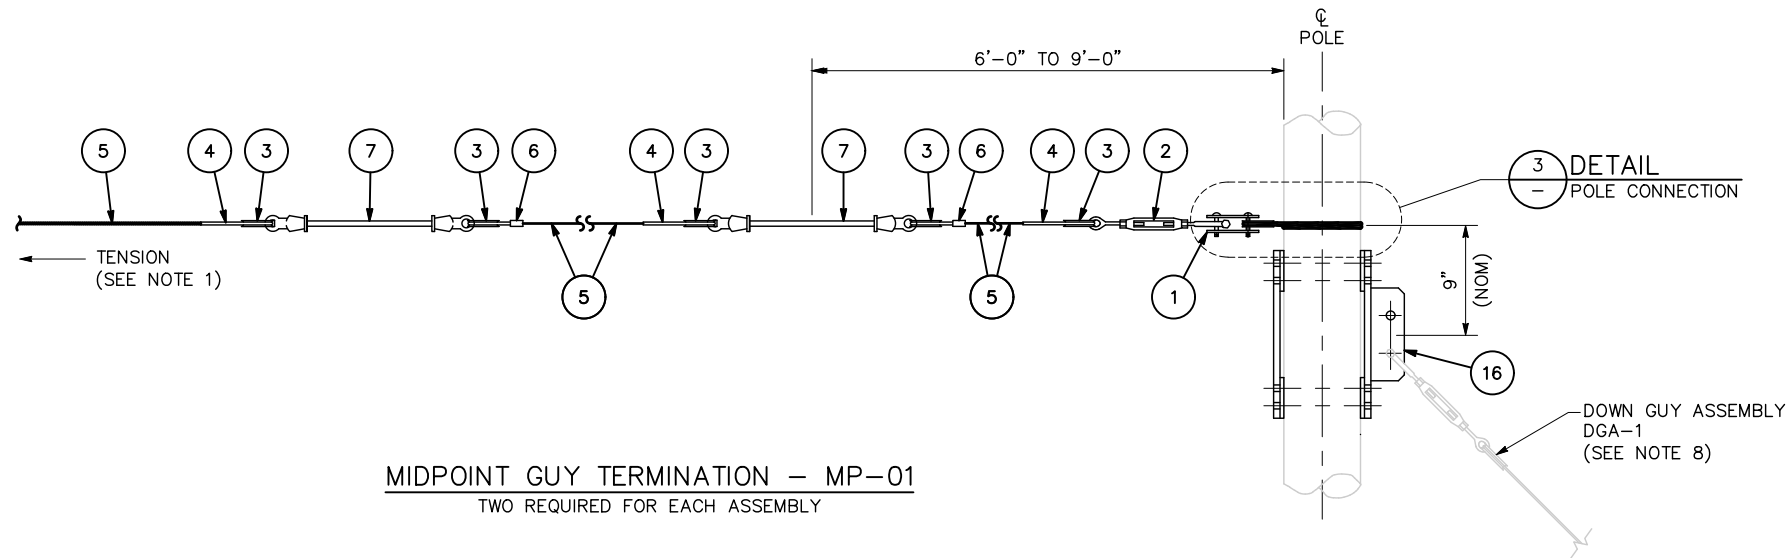 ℄
POLE
6'-0" TO 9'-0"
5
4
3
7
3
6
4
3
7
3
6
4
3
2
3
DETAIL
–
POLE CONNECTION
TENSION
(SEE NOTE 1)
5
5
1
9"
(NOM)
16
DOWN GUY ASSEMBLY
DGA-1
(SEE NOTE 8)
MIDPOINT GUY TERMINATION – MP-01
TWO REQUIRED FOR EACH ASSEMBLY